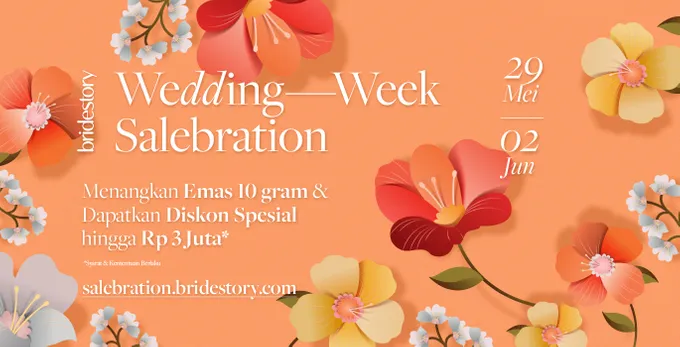 bridestory
Wedding—Week
Salebration
29
Mei
02
Jun
Menangkan Emas 10 gram &
Dapatkan Diskon Spesial
hingga Rp 3 Juta*
*Syarat & Ketentuan Berlaku
salebration.bridestory.com